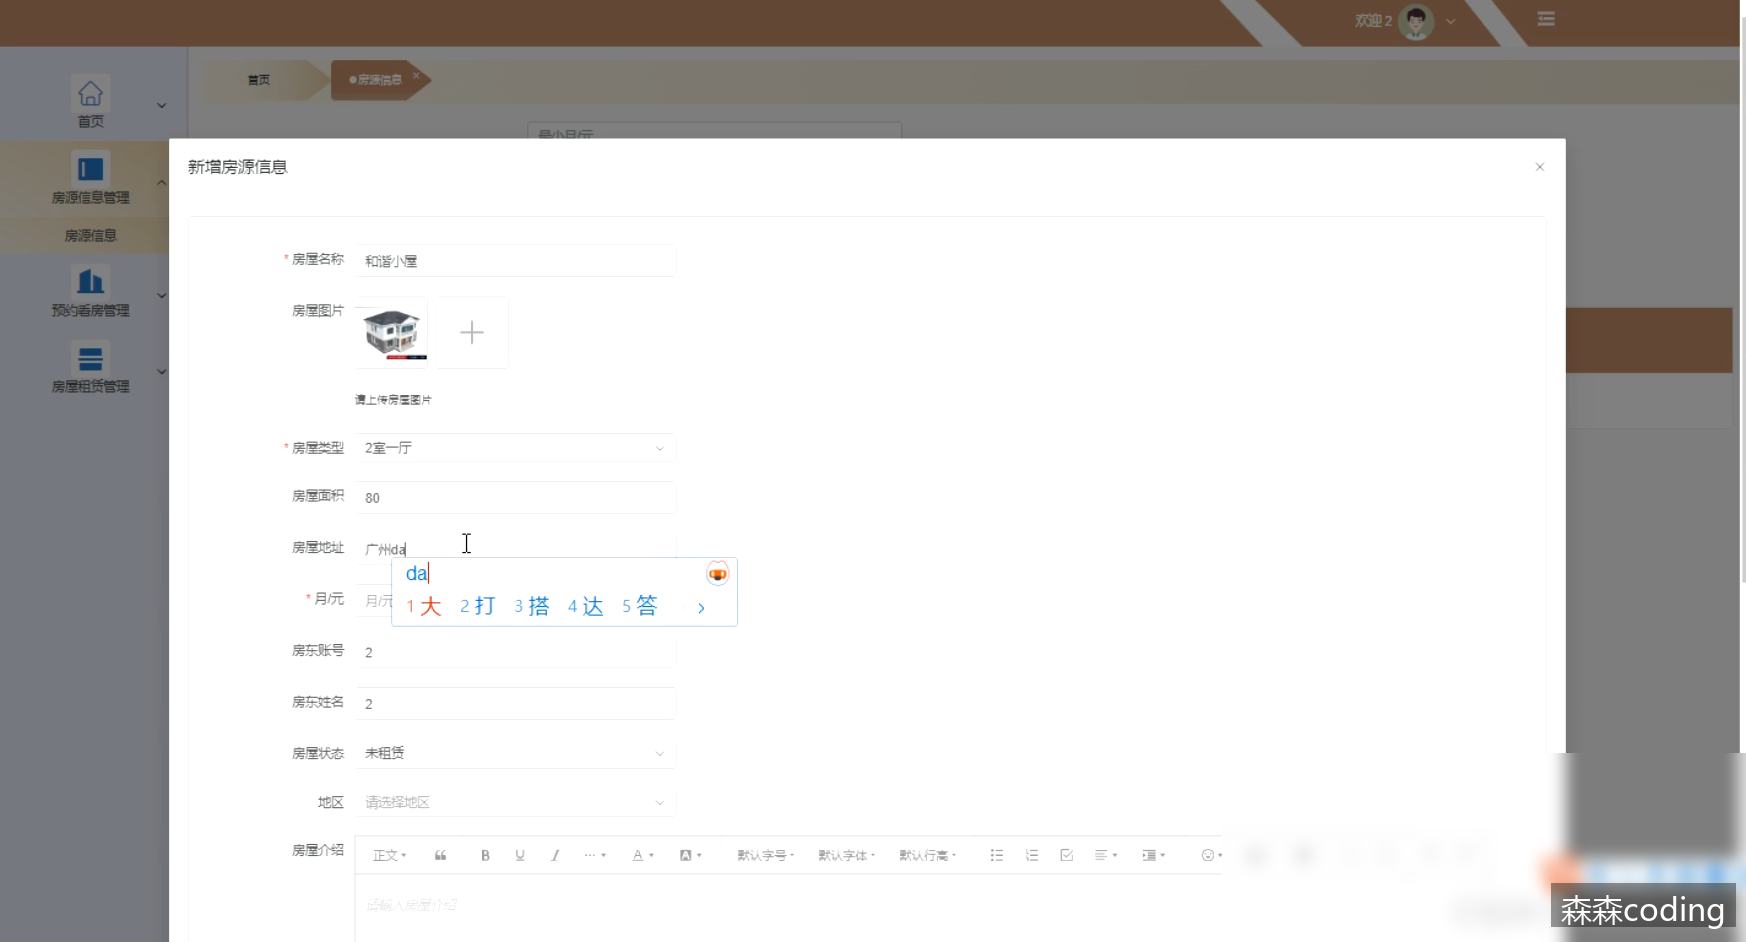 欢迎 2
首页
房源信息
首页
最小月/元
新增房源信息
房源信息管理
房源信息
预约看房管理
房屋租赁管理
* 房屋名称 和谐小屋
房屋图片
请上传房屋图片
* 房屋类型 2室一厅
房屋面积 80
房屋地址 广州da
da
1 大 2 打 3 搭 4 达 5 答
* 月/元 月/元
房东账号 2
房东姓名 2
房屋状态 未租赁
地区 请选择地区
房屋介绍
正文 B U I A A 默认字号 默认字体 默认行高
请输入房屋介绍
森森coding